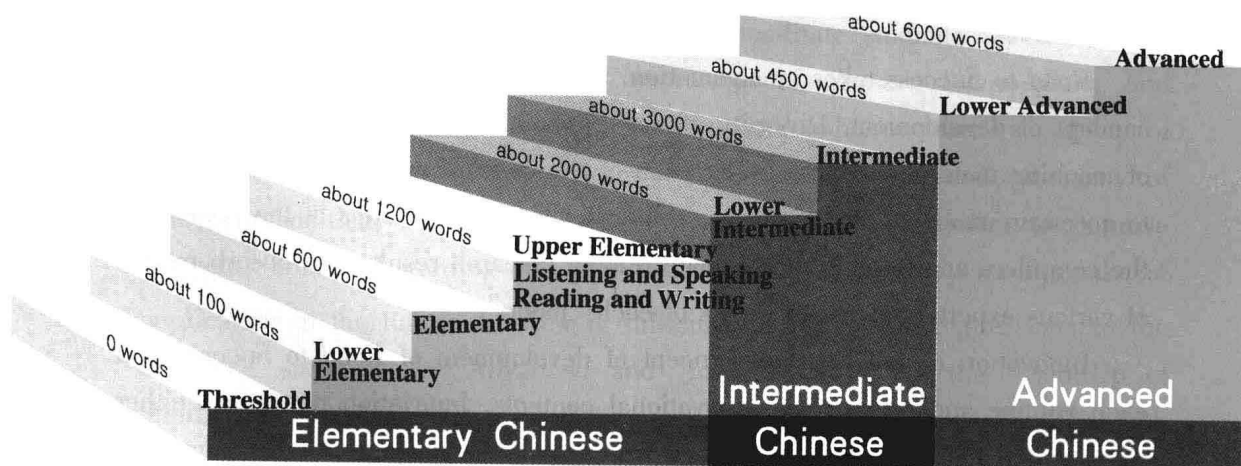 about 6000 words
Advanced
about 4500 words
Lower Advanced
about 3000 words
Intermediate
about 2000 words
Lower
Intermediate
about 1200 words
Upper Elementary
Listening and Speaking
Reading and Writing
about 600 words
Elementary
about 100 words
Lower
Elementary
0 words
Threshold
Elementary Chinese
Intermediate
Chinese
Advanced
Chinese